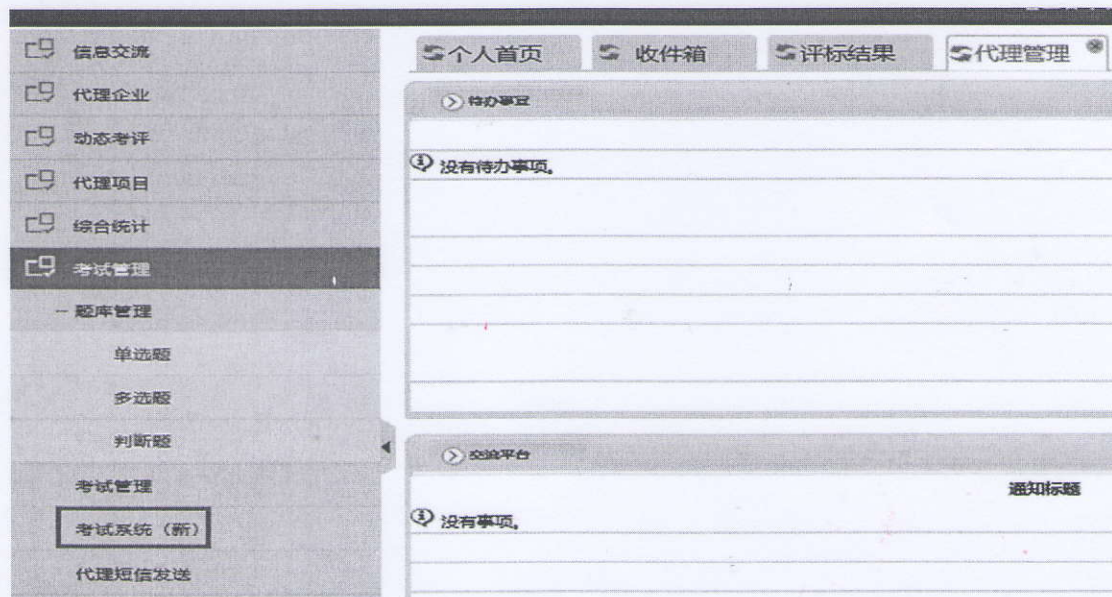 信息交流
代理企业
动态考评
代理项目
综合统计
考试管理
– 题库管理
单选题
多选题
判断题
考试管理
考试系统（新）
代理短信发送
个人首页 收件箱 评标结果 代理管理
待办事宜
没有待办事项。
交流平台
通知标题
没有事项。